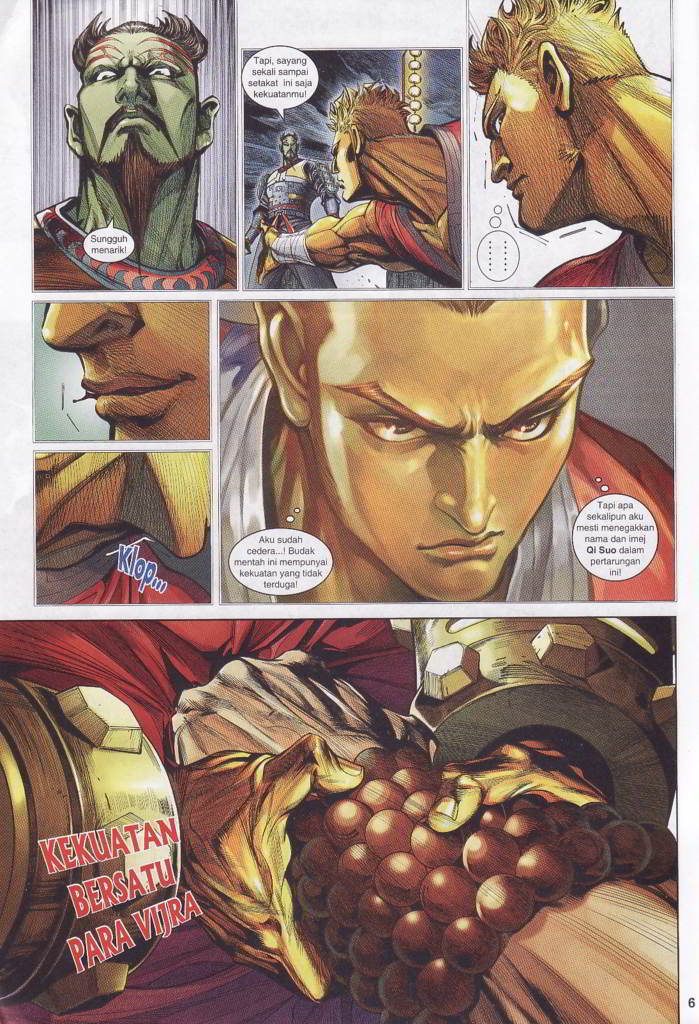 Sungguh
menarik!
Tapi, sayang
sekali sampai
setakat ini saja
kekuatanmu!
Klop...
Aku sudah
cedera...! Budak
mentah ini mempunyai
kekuatan yang tidak
terduga!
Tapi apa
sekalipun aku
mesti menegakkan
nama dan imej
Qi Suo dalam
pertarungan
ini!
KEKUATAN
BERSATU
PARA VIJRA
6